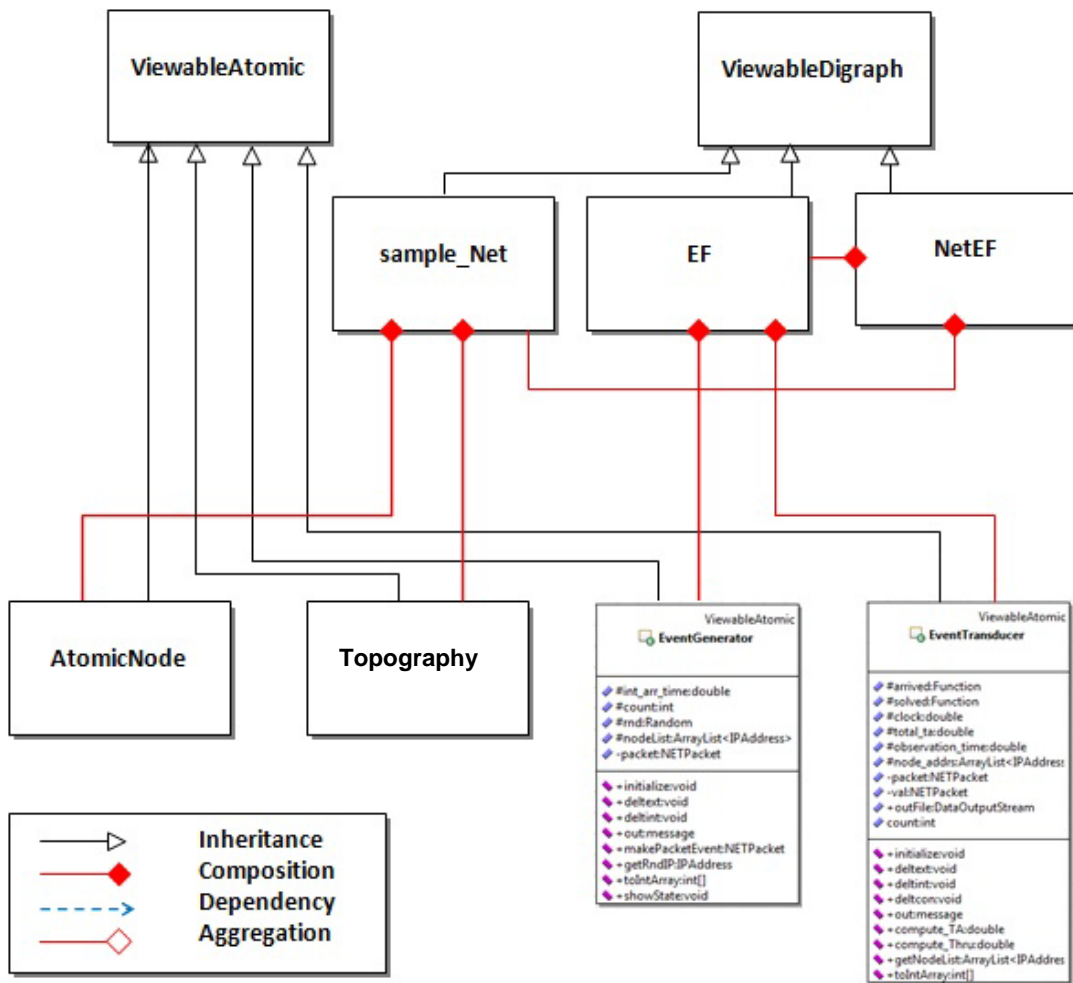 ViewableAtomic
ViewableDigraph
sample_Net
EF
NetEF
AtomicNode
Topography
ViewableAtomic
EventGenerator
#int_arr_time:double
#count:int
#rnd:Random
#nodeList:ArrayList<IPAddress>
-packet:NETPacket
+initialize:void
+deltext:void
+deltint:void
+out:message
+makePacketEvent:NETPacket
+getRndIP:IPAddress
+toIntArray:int[]
+showState:void
ViewableAtomic
EventTransducer
#arrived:Function
#solved:Function
#clock:double
#total_ta:double
#observation_time:double
#node_addrs:ArrayList<IPAddress
-packet:NETPacket
-val:NETPacket
+outFile:DataOutputStream
count:int
+initialize:void
+deltext:void
+deltint:void
+deltcon:void
+out:message
+compute_TA:double
+compute_Thru:double
+getNodeList:ArrayList<IPAddres
+toIntArray:int[]
Inheritance
Composition
Dependency
Aggregation